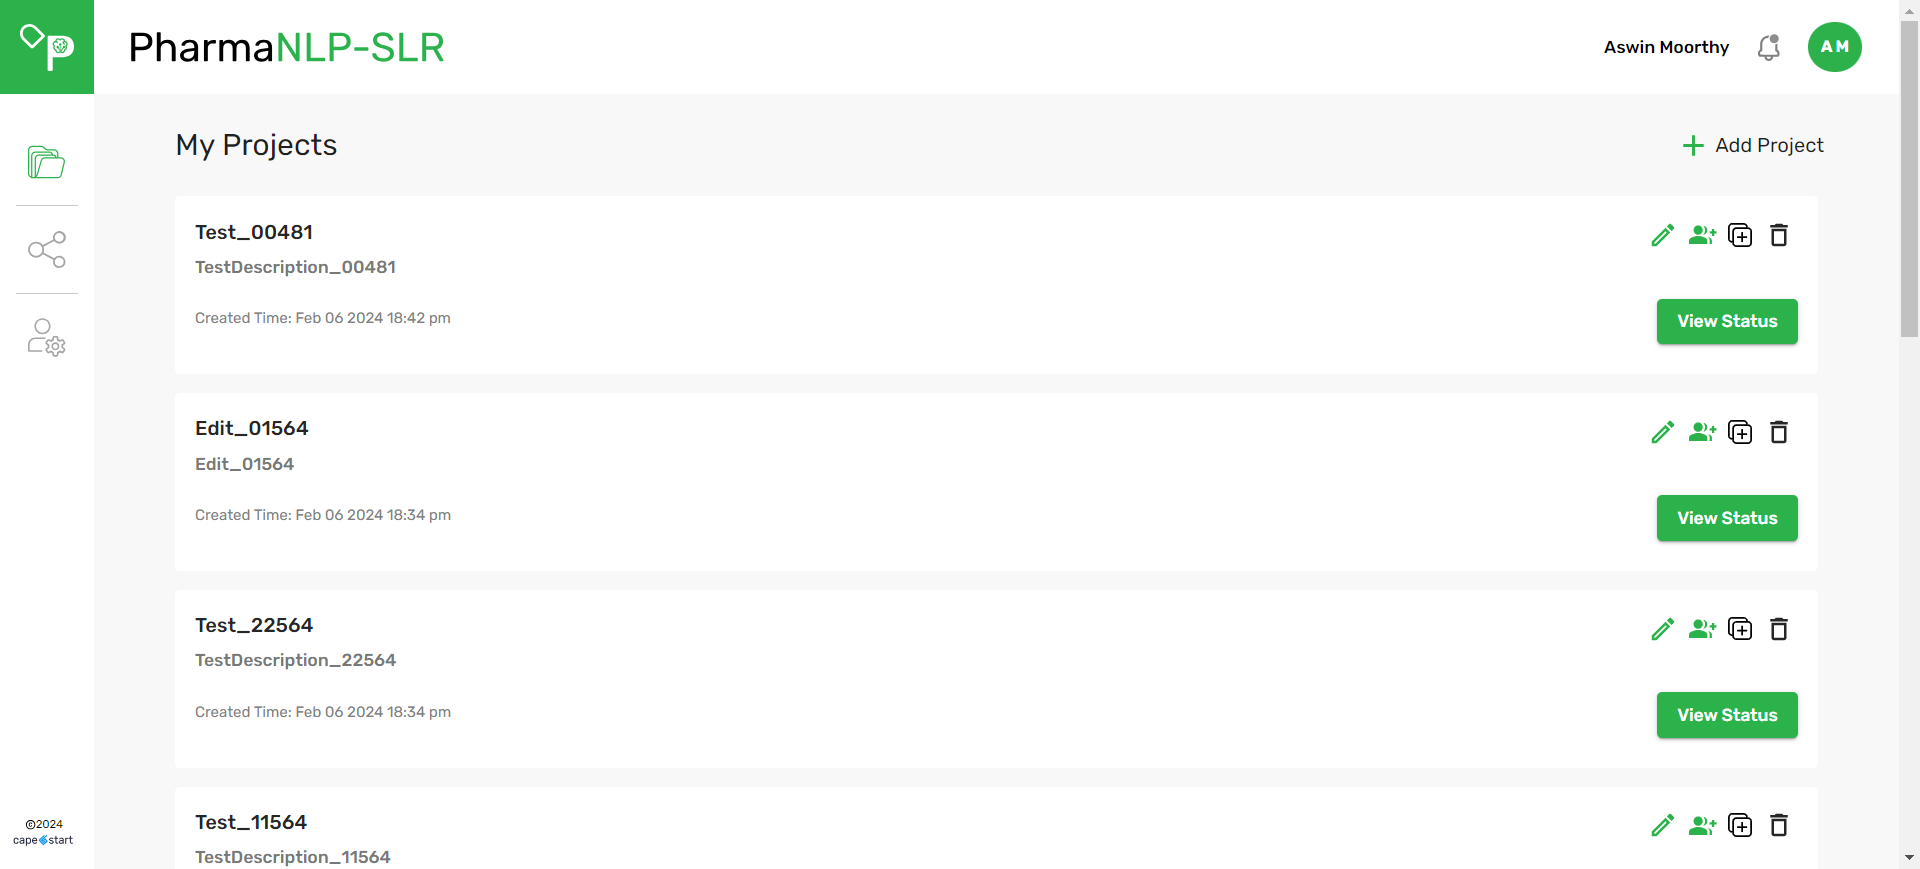 PharmaNLP-SLR
Aswin Moorthy
AM
My Projects
Add Project
Test_00481
TestDescription_00481
Created Time: Feb 06 2024 18:42 pm
View Status
Edit_01564
Edit_01564
Created Time: Feb 06 2024 18:34 pm
View Status
Test_22564
TestDescription_22564
Created Time: Feb 06 2024 18:34 pm
View Status
Test_11564
TestDescription_11564
©2024
capestart